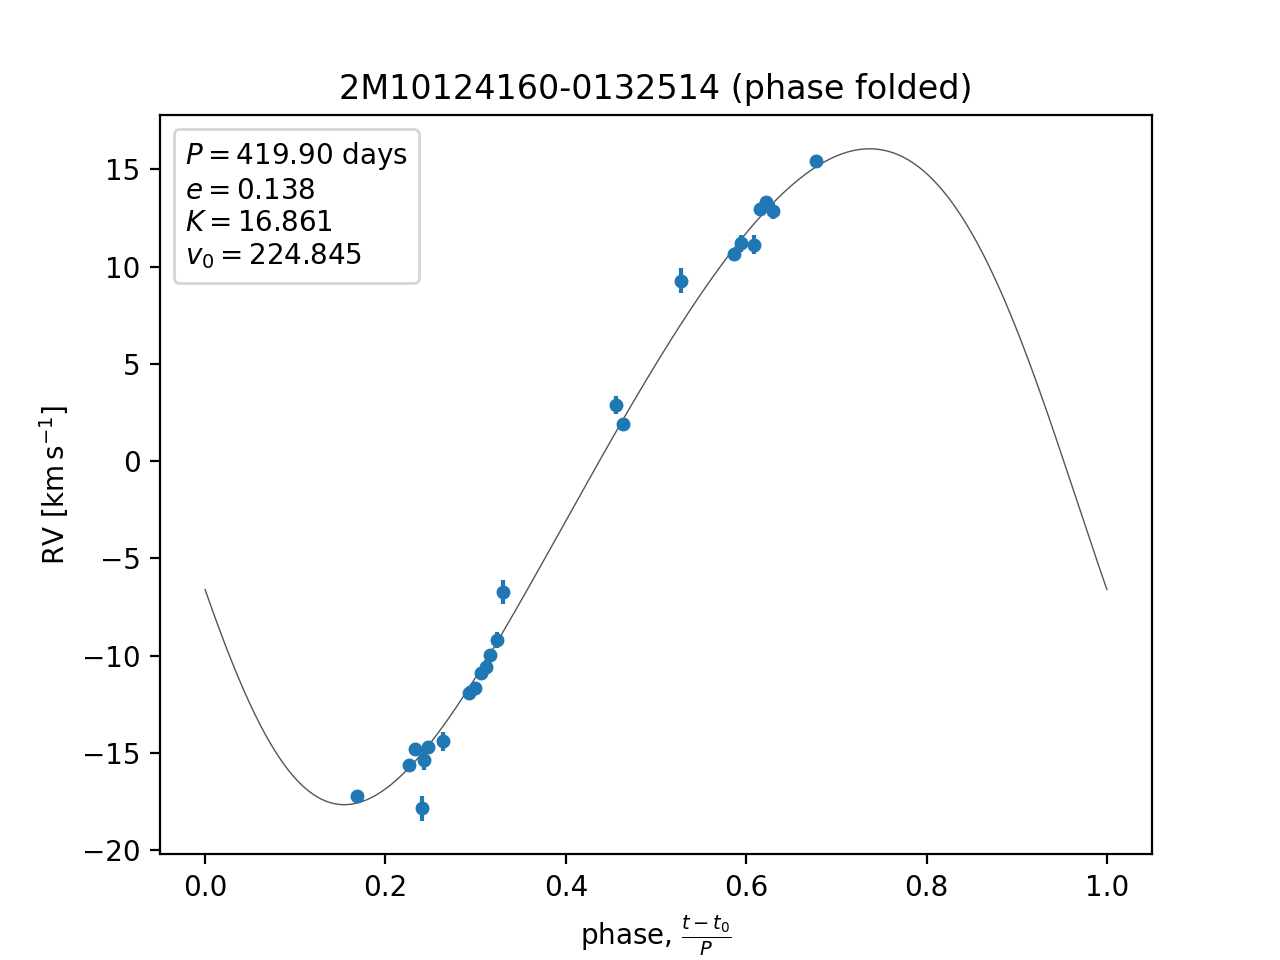 2M10124160-0132514 (phase folded)
P = 419.90 days
e = 0.138
K = 16.861
v₀ = 224.845
15
10
5
0
−5
−10
−15
−20
RV [km s⁻¹]
0.0 0.2 0.4 0.6 0.8 1.0
phase, (t − t₀)/P